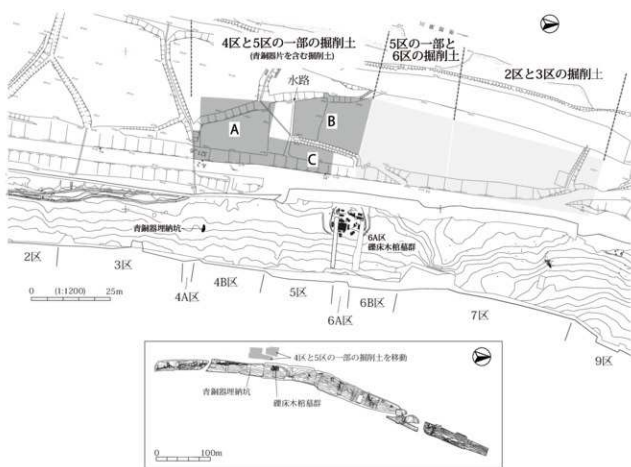 4区と5区の一部の掘削土
(青銅器片を含む掘削土)
5区の一部と
6区の掘削土
2区と3区の掘削土
水路
A
B
C
青銅器埋納坑
6A区
礫床木棺墓群
2区
3区
4A区
4B区
5区
6A区
6B区
7区
9区
0 (1:1200) 25m
4区と5区の一部の掘削土を移動
青銅器埋納坑
礫床木棺墓群
0 100m